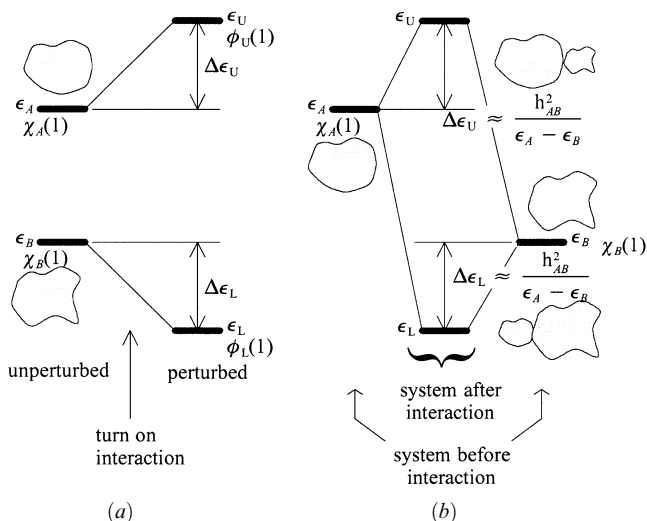 ϵ_U
ϕ_U(1)
Δϵ_U
ϵ_A
χ_A(1)
ϵ_B
χ_B(1)
Δϵ_L
ϵ_L
ϕ_L(1)
unperturbed
perturbed
turn on
interaction
(a)
ϵ_U
ϵ_A
χ_A(1)
Δϵ_U ≈ h²_AB / (ϵ_A − ϵ_B)
ϵ_B χ_B(1)
Δϵ_L ≈ h²_AB / (ϵ_A − ϵ_B)
ϵ_L
system after
interaction
system before
interaction
(b)